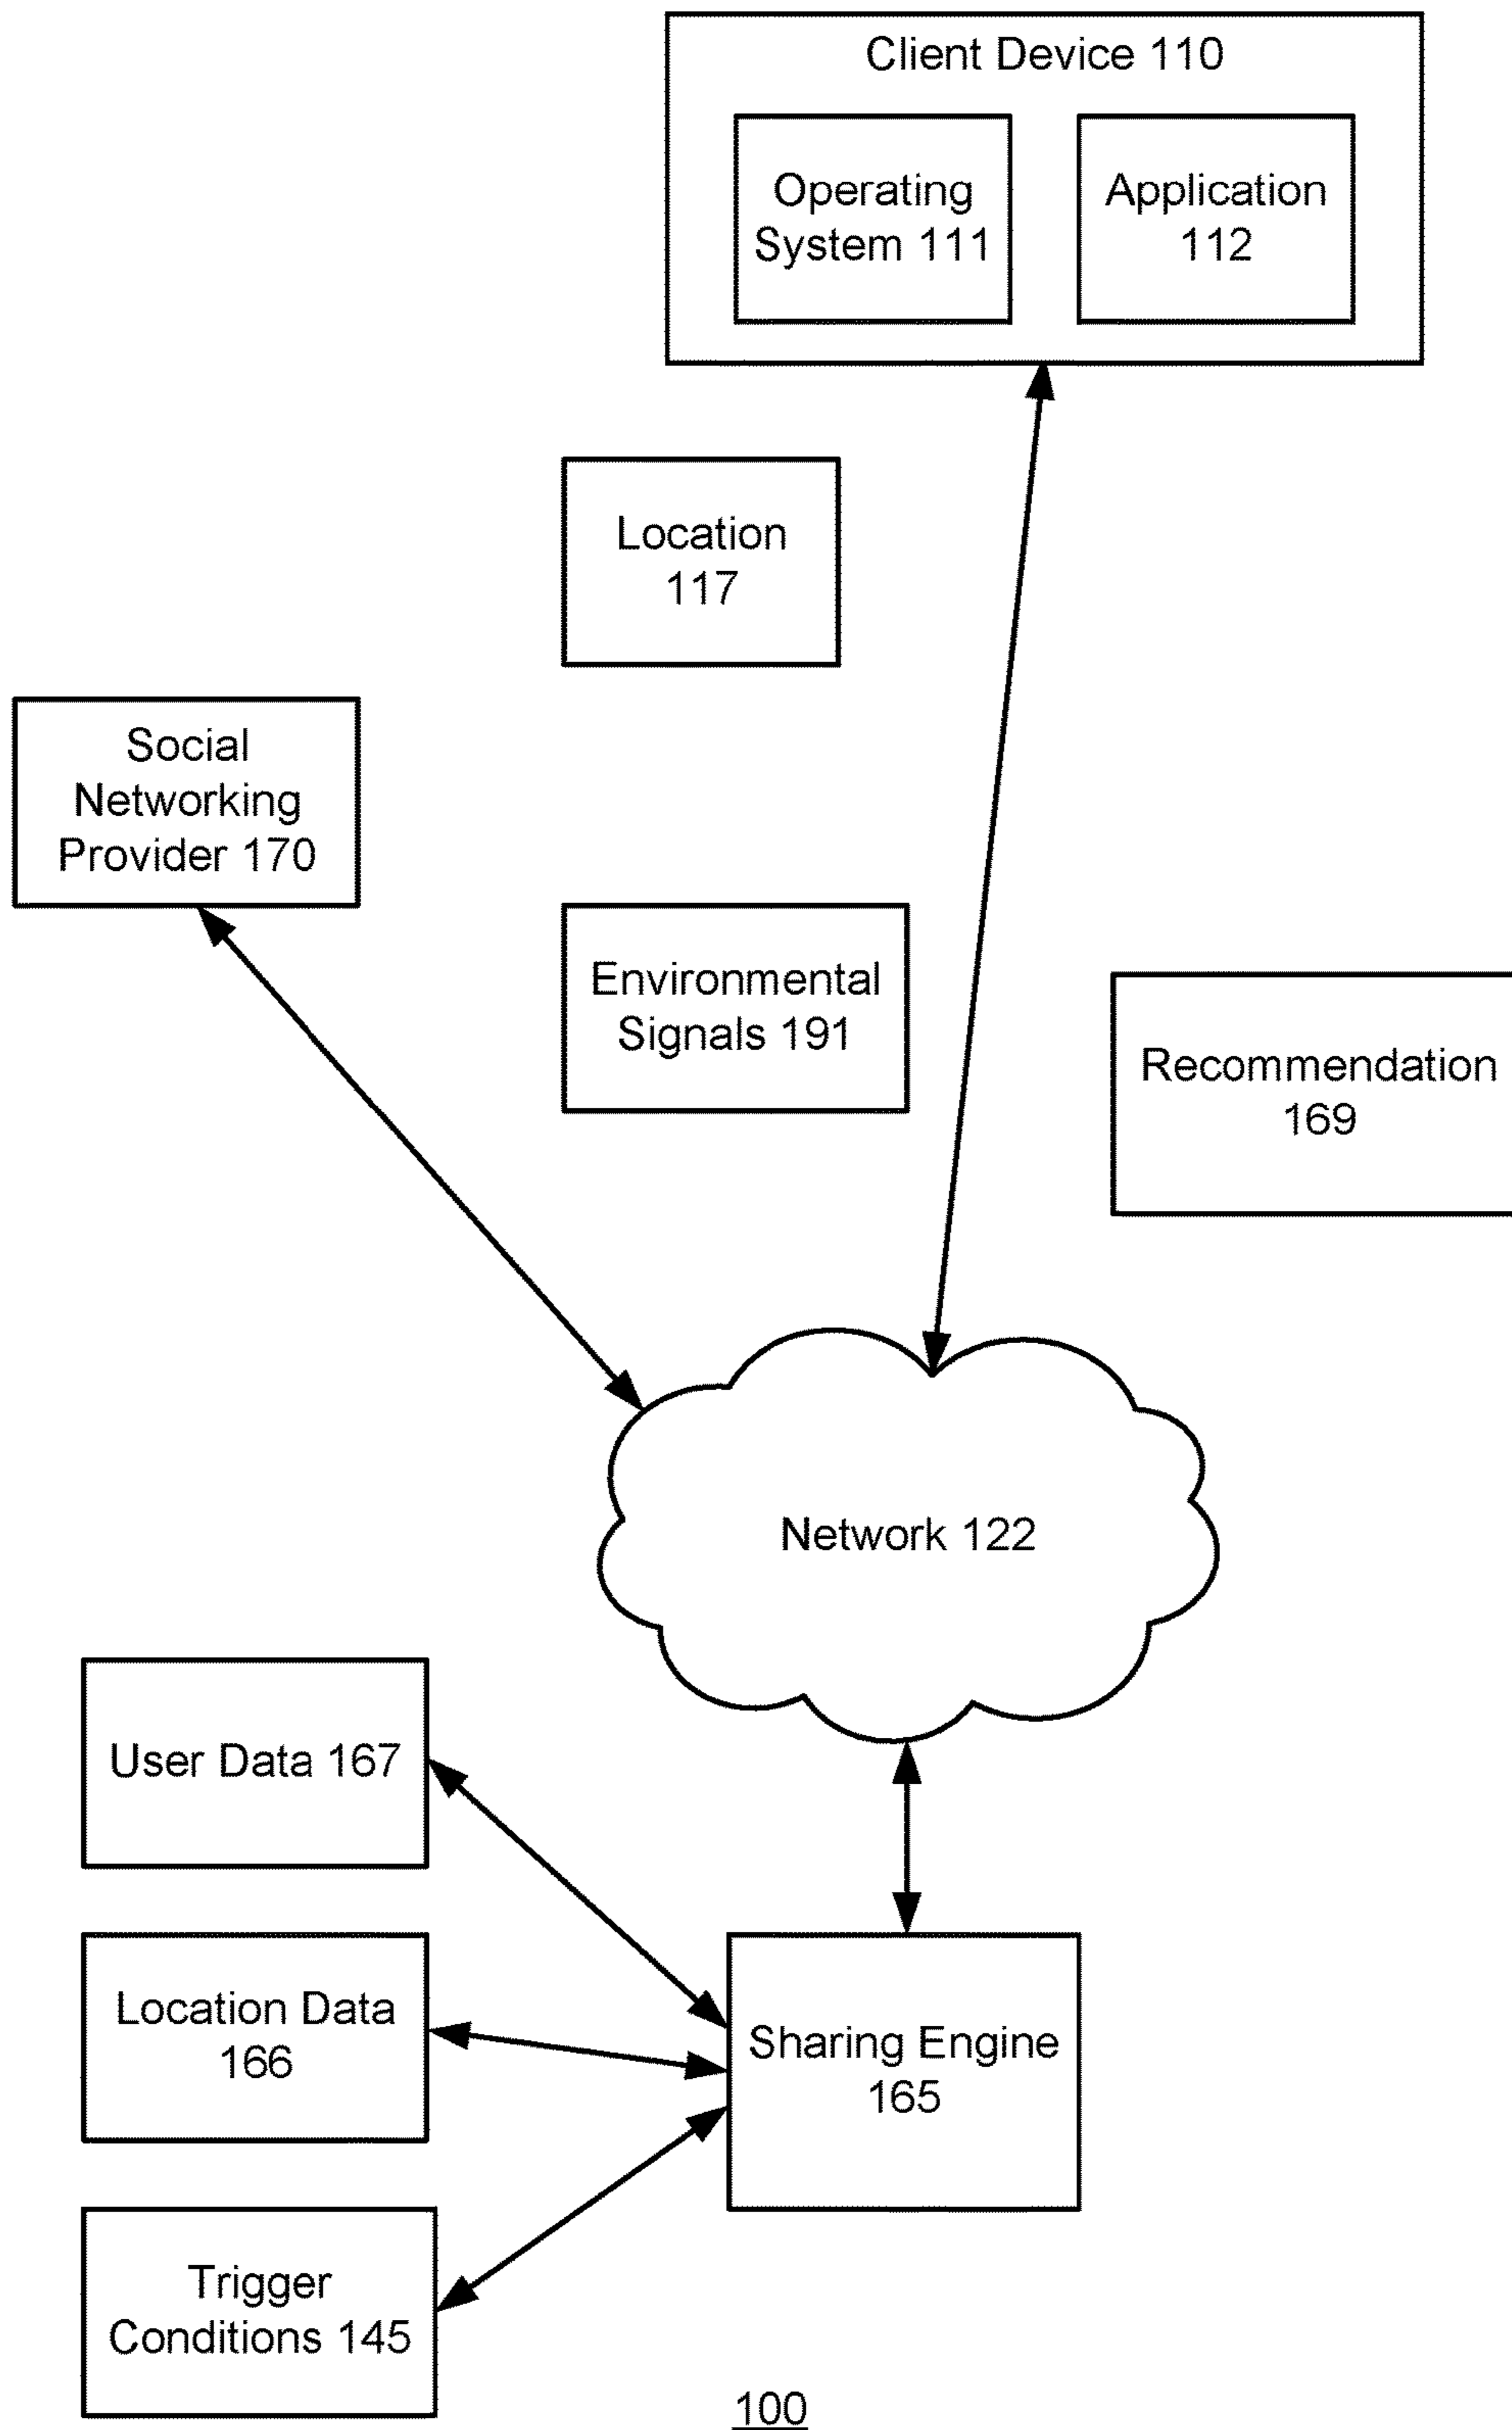 Client Device 110
Operating
System 111
Application
112
Location
117
Social
Networking
Provider 170
Environmental
Signals 191
Recommendation
169
Network 122
User Data 167
Location Data
166
Sharing Engine
165
Trigger
Conditions 145
100